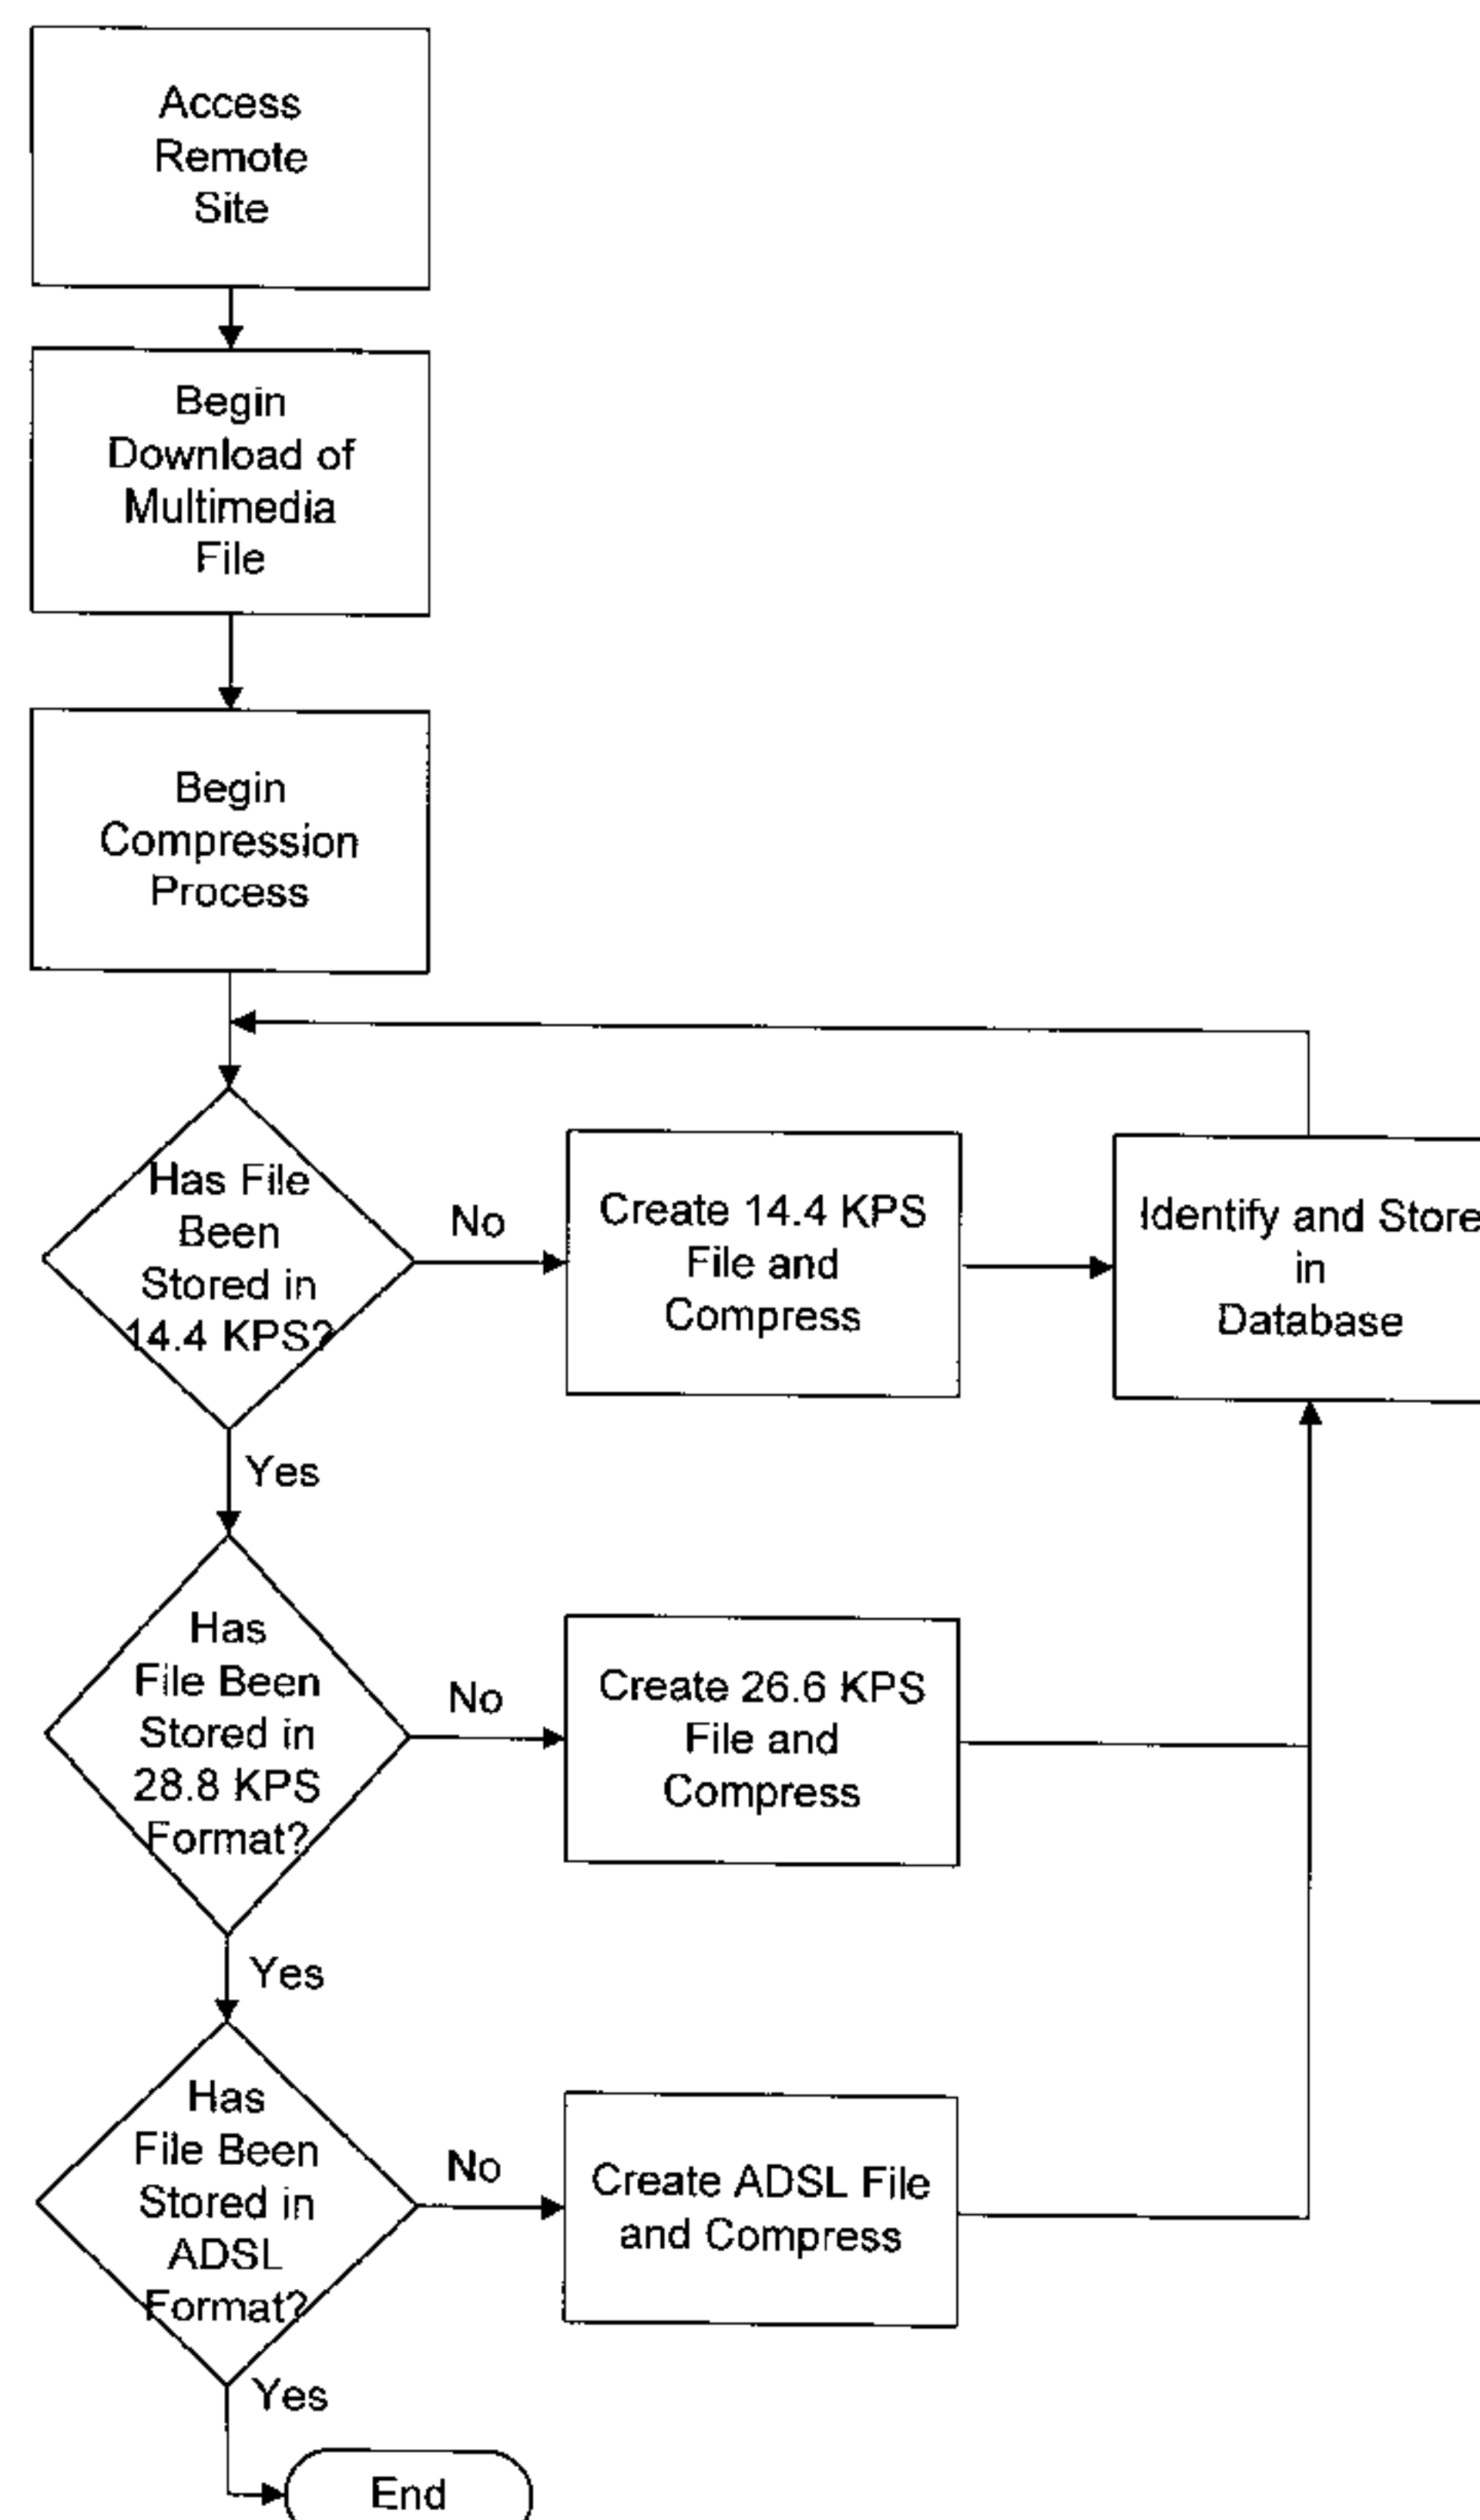 Access
Remote
Site
Begin
Download of
Multimedia
File
Begin
Compression
Process
Has File
Been
Stored in
14.4 KPS?
No
Create 14.4 KPS
File and
Compress
Identify and Store
in
Database
Yes
Has
File Been
Stored in
28.8 KPS
Format?
No
Create 26.6 KPS
File and
Compress
Yes
Has
File Been
Stored in
ADSL
Format?
No
Create ADSL File
and Compress
Yes
End